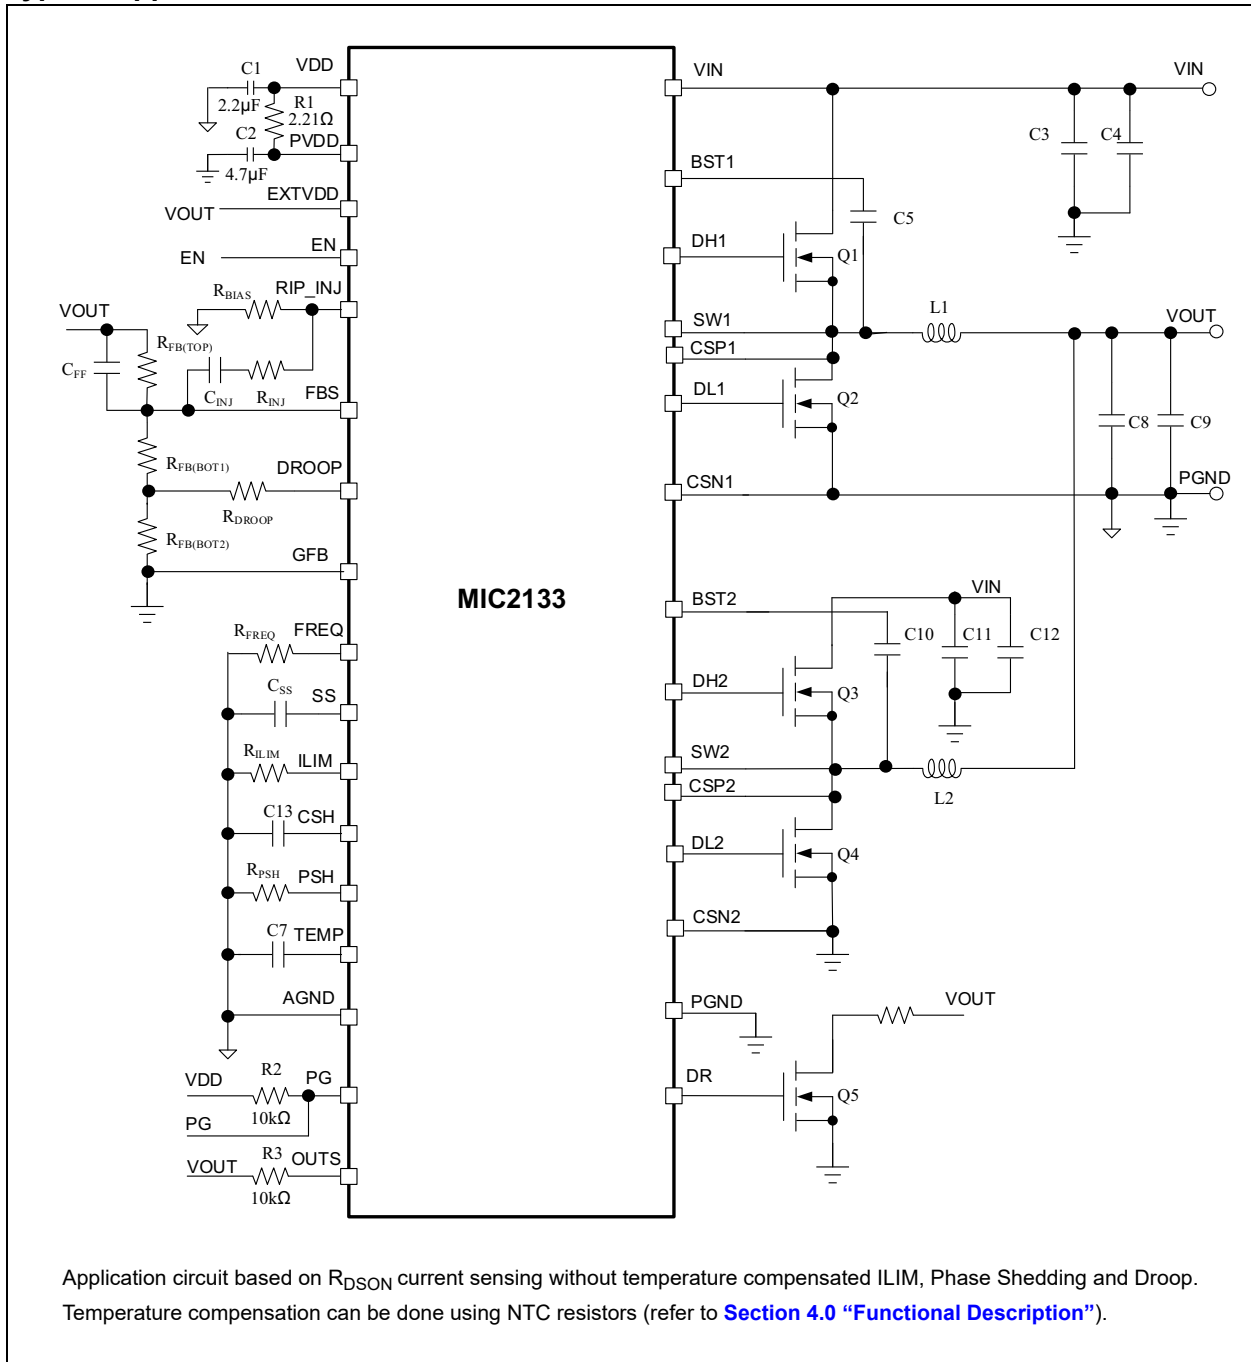 VDD
C1
2.2µF
R1
2.21Ω
C2
PVDD
4.7µF
EXTVDD
VOUT
EN
EN
RIP_INJ
RBIAS
VOUT
RFB(TOP)
CFF
CINJ
RINJ
FBS
RFB(BOT1)
DROOP
RDROOP
RFB(BOT2)
GFB
RFREQ
FREQ
CSS
SS
RILIM
ILIM
C13
CSH
RPSH
PSH
C7
TEMP
AGND
VDD
R2
PG
10kΩ
PG
VOUT
R3
OUTS
10kΩ
MIC2133
VIN
VIN
C3
C4
BST1
C5
DH1
Q1
SW1
L1
VOUT
CSP1
DL1
Q2
C8
C9
CSN1
PGND
BST2
VIN
C10
C11
C12
DH2
Q3
SW2
L2
CSP2
DL2
Q4
CSN2
PGND
VOUT
DR
Q5
Application circuit based on RDSON current sensing without temperature compensated ILIM, Phase Shedding and Droop.
Temperature compensation can be done using NTC resistors (refer to Section 4.0 “Functional Description”).